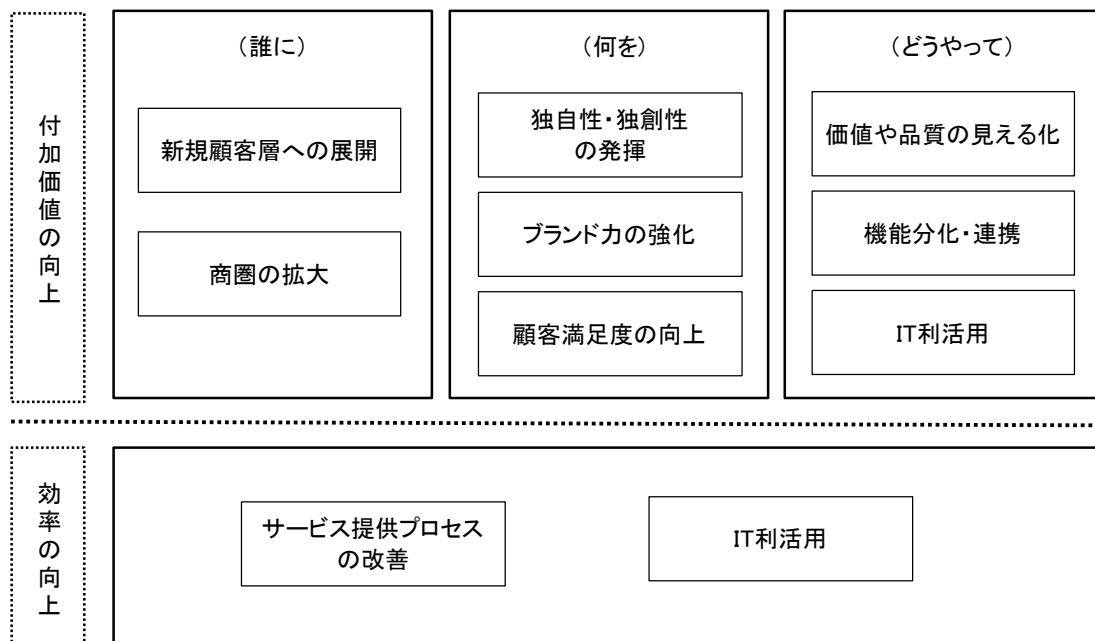 付加価値の向上
（誰に）
新規顧客層への展開
商圏の拡大
（何を）
独自性・独創性
の発揮
ブランド力の強化
顧客満足度の向上
（どうやって）
価値や品質の見える化
機能分化・連携
IT利活用
効率の向上
サービス提供プロセス
の改善
IT利活用